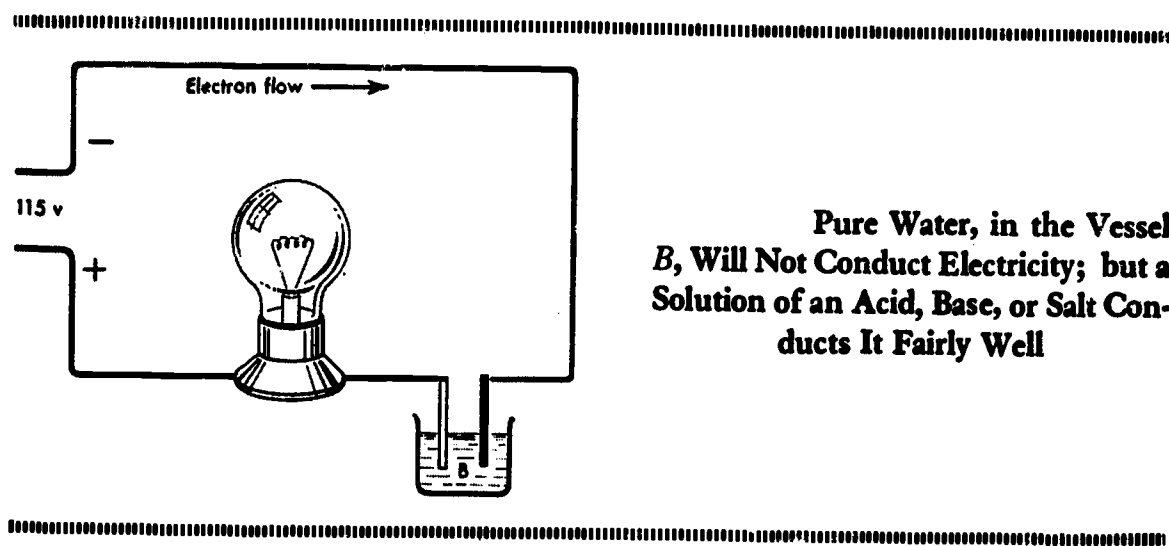 Electron flow
−
115 v
+
B
Pure Water, in the Vessel
B, Will Not Conduct Electricity; but a
Solution of an Acid, Base, or Salt Con-
ducts It Fairly Well